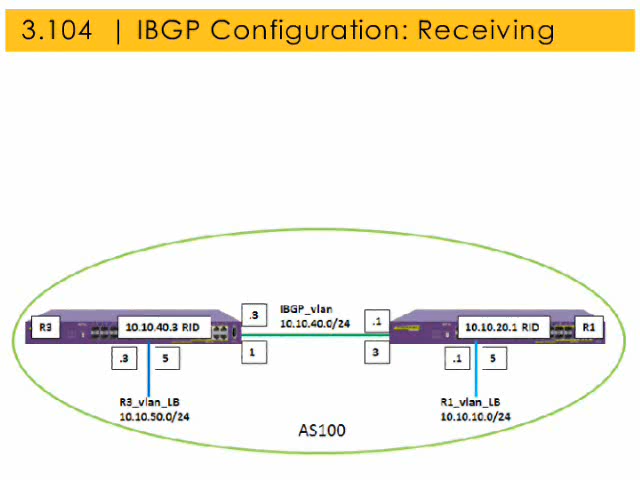 3.104 | IBGP Configuration: Receiving
.3
IBGP_vlan
10.10.40.0/24
.1
R3
10.10.40.3 RID
10.10.20.1 RID
R1
.3
5
1
3
.1
5
R3_vlan_LB
10.10.50.0/24
R1_vlan_LB
10.10.10.0/24
AS100